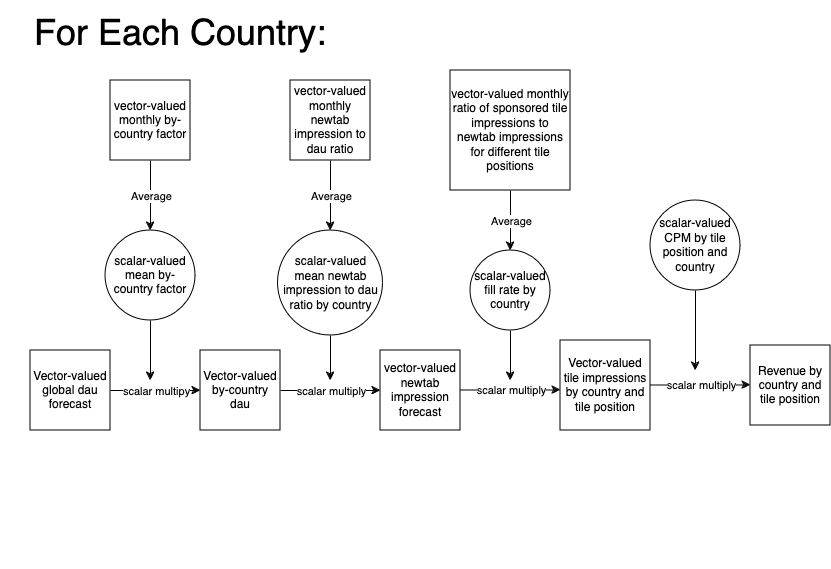 For Each Country:
vector-valued
monthly by-
country factor
vector-valued
monthly
newtab
impression to
dau ratio
vector-valued monthly
ratio of sponsored tile
impressions to
newtab impressions
for different tile
positions
Average
Average
Average
scalar-valued
CPM by tile
position and
country
scalar-valued
mean by-
country factor
scalar-valued
mean newtab
impression to dau
ratio by country
scalar-valued
fill rate by
country
Vector-valued
global dau
forecast
scalar multipy
Vector-valued
by-country
dau
scalar multiply
vector-valued
newtab
impression
forecast
scalar multiply
Vector-valued
tile impressions
by country and
tile position
scalar multiply
Revenue by
country and
tile position